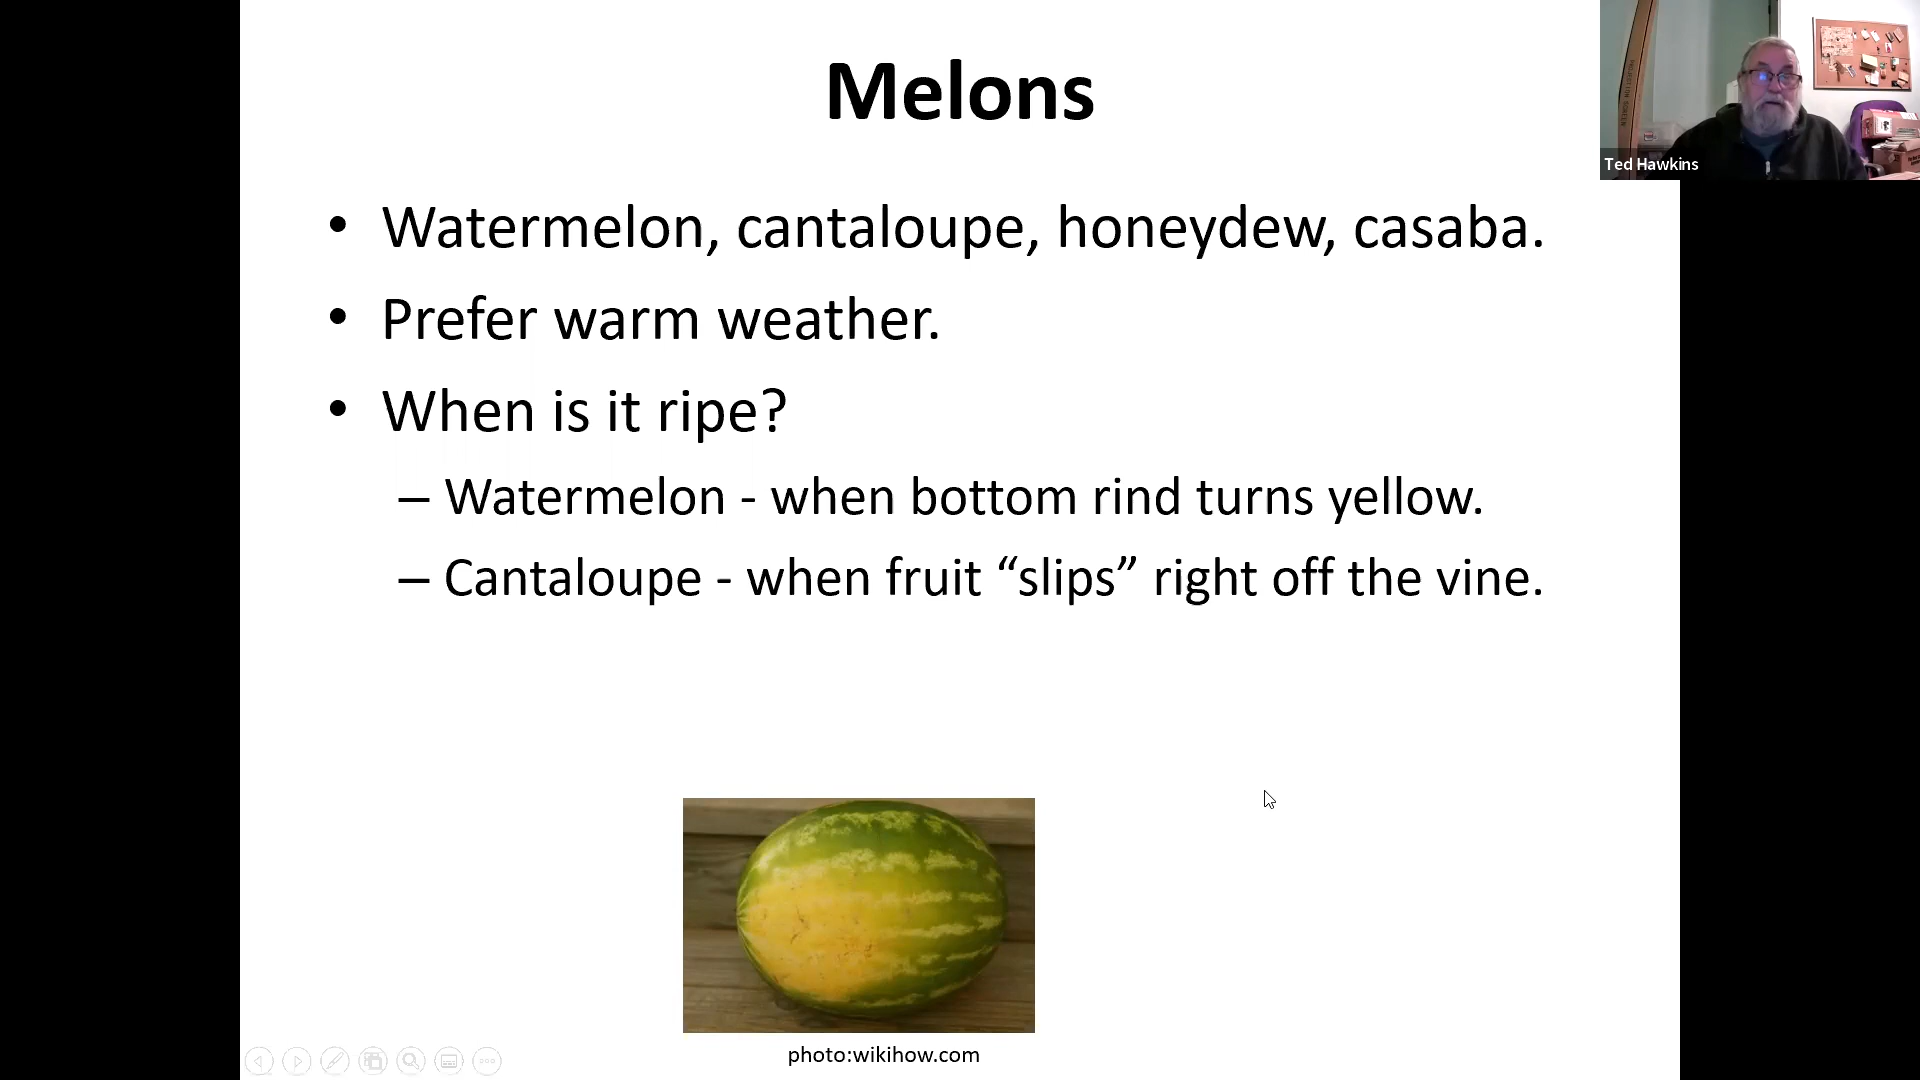 Melons
Ted Hawkins
• Watermelon, cantaloupe, honeydew, casaba.
• Prefer warm weather.
• When is it ripe?
– Watermelon - when bottom rind turns yellow.
– Cantaloupe - when fruit “slips” right off the vine.
photo:wikihow.com